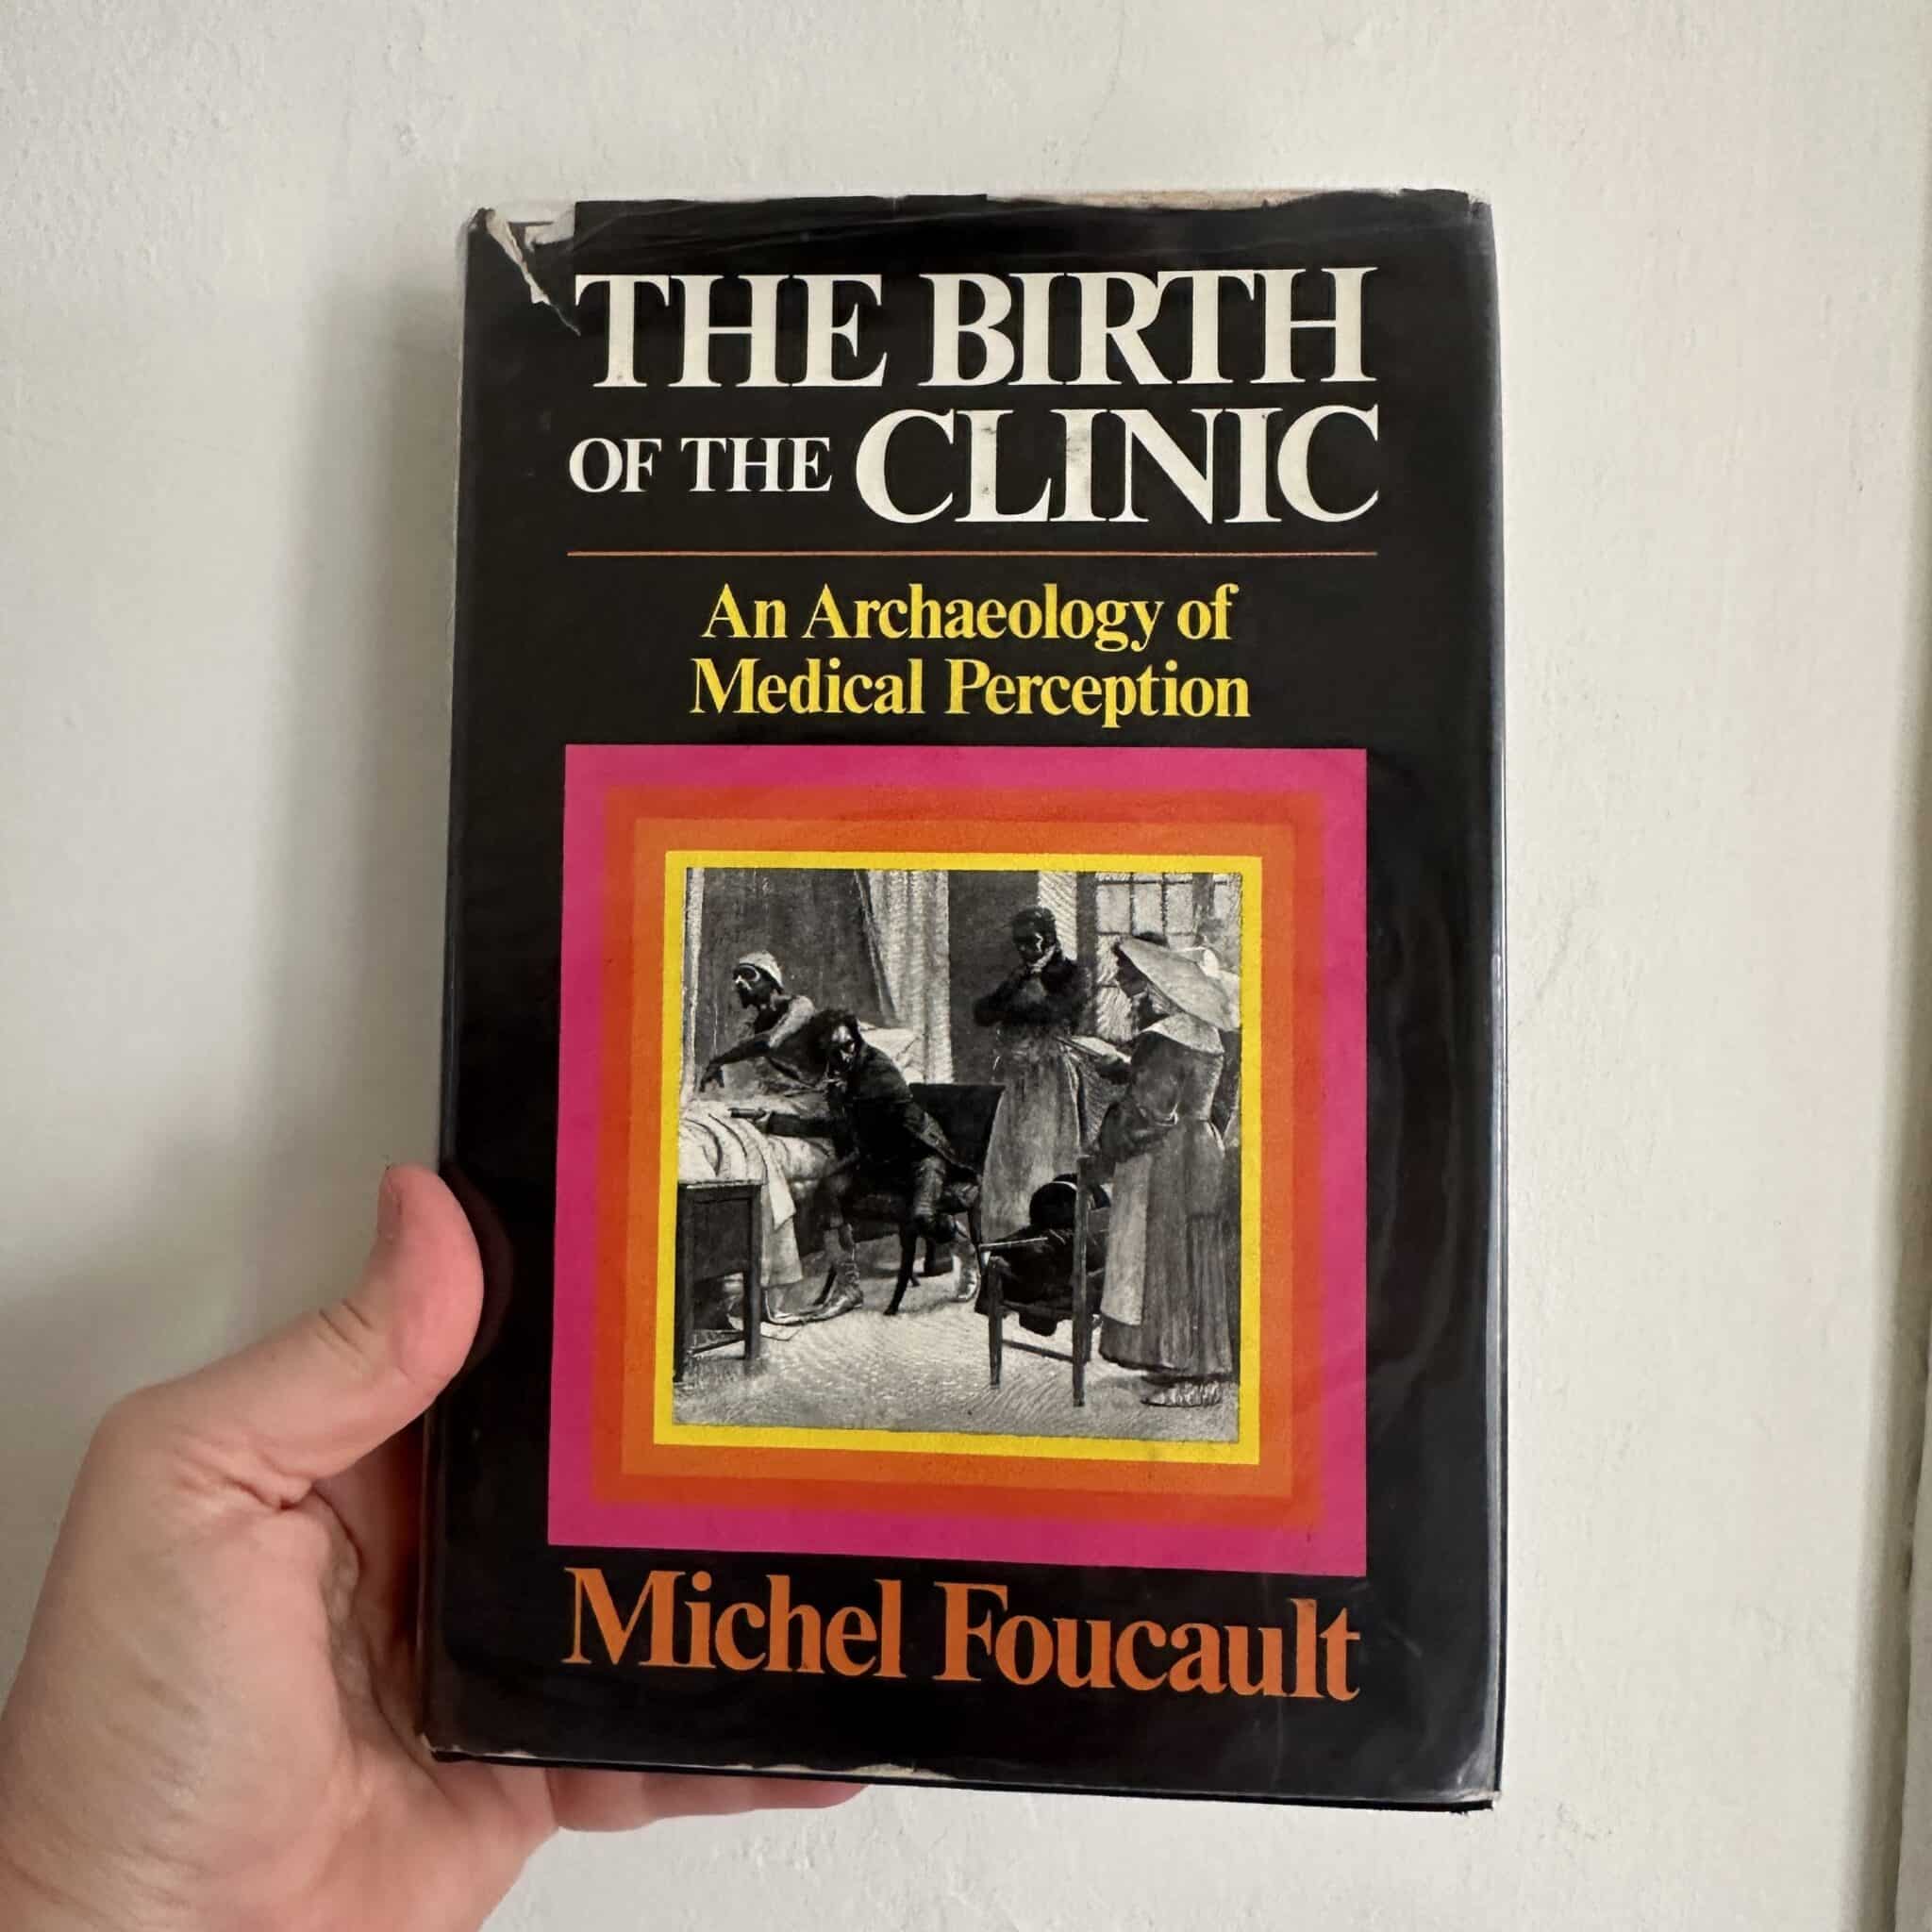 THE BIRTH
OF THE CLINIC
An Archaeology of
Medical Perception
Michel Foucault